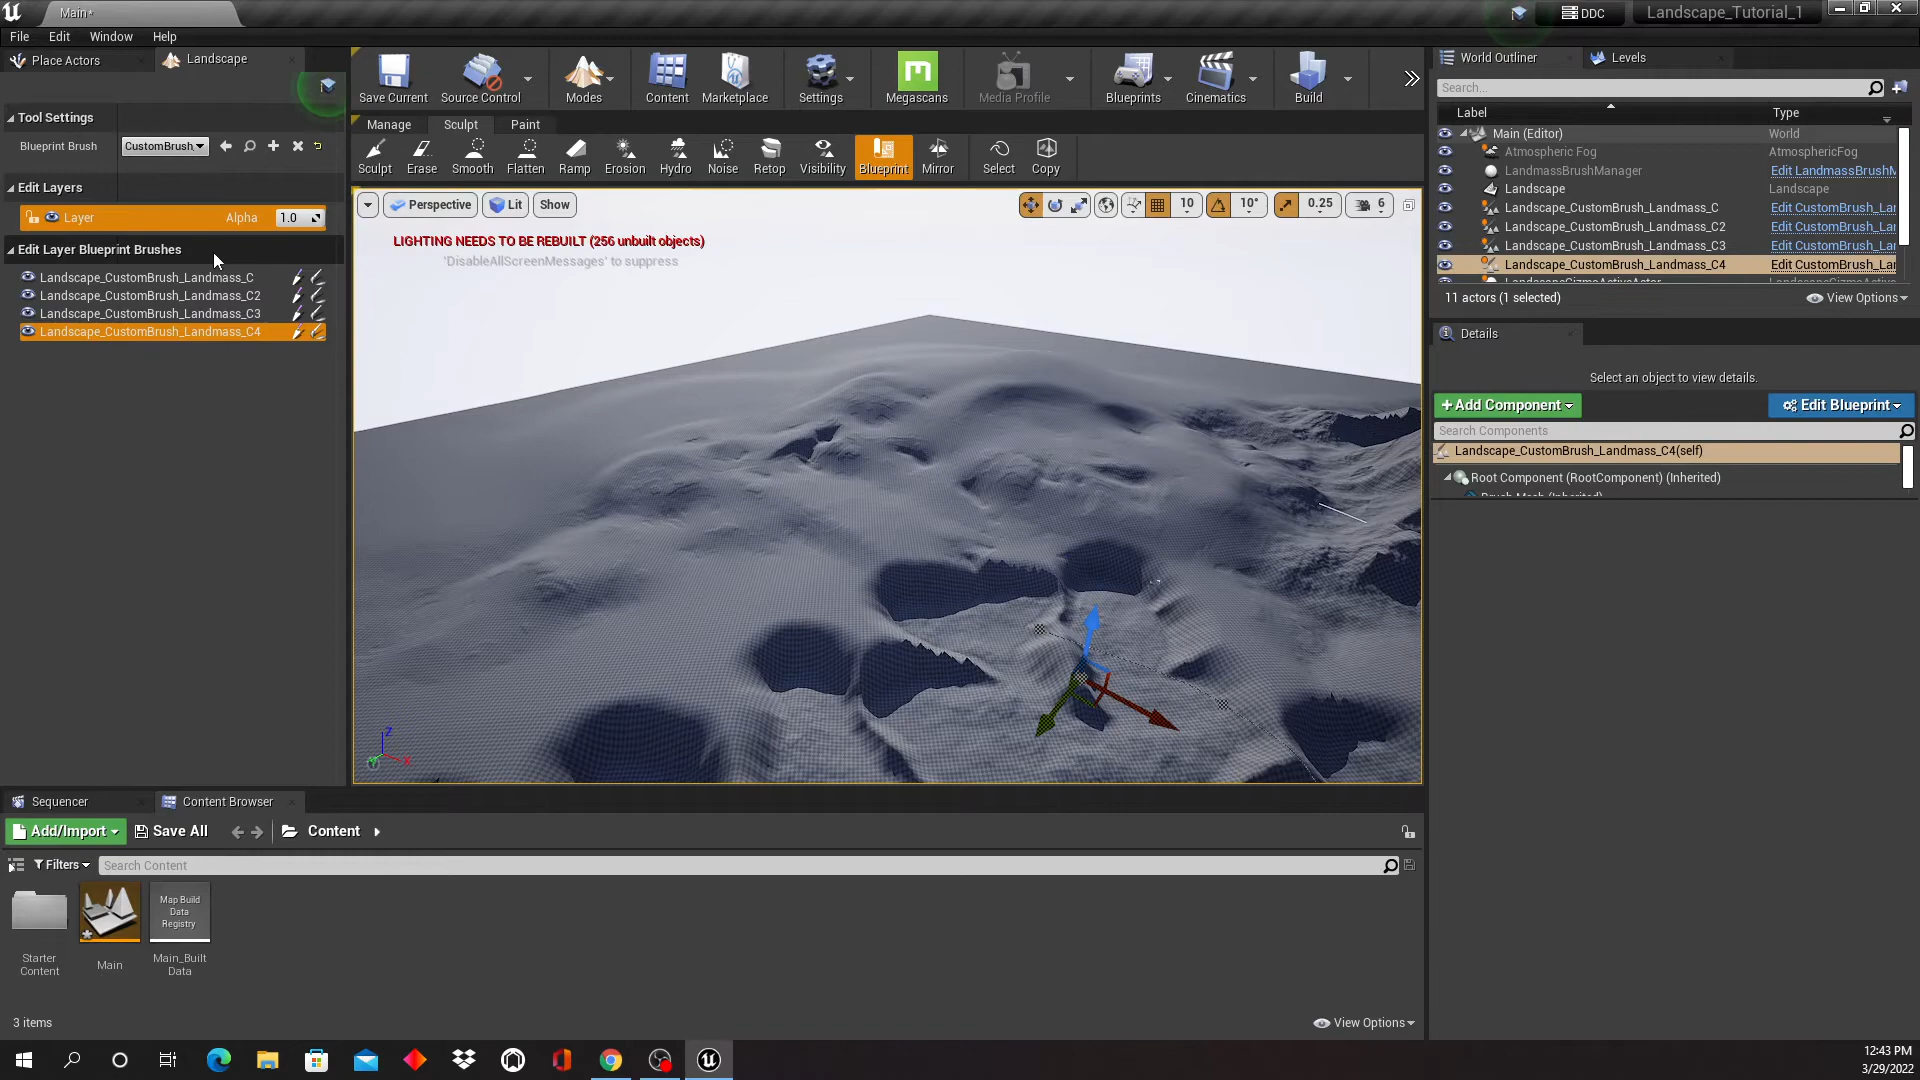 Main*
DDC
Landscape_Tutorial_1
File Edit Window Help
Place Actors
Landscape
Save Current
Source Control
Modes
Content
Marketplace
Settings
Megascans
Media Profile
Blueprints
Cinematics
Build
World Outliner
Levels
Search...
Label
Type
Main (Editor) World
Atmospheric Fog AtmosphericFog
LandmassBrushManager Edit LandmassBrushM
Landscape Landscape
Landscape_CustomBrush_Landmass_C Edit CustomBrush_Lar
Landscape_CustomBrush_Landmass_C2 Edit CustomBrush_Lar
Landscape_CustomBrush_Landmass_C3 Edit CustomBrush_Lar
Landscape_CustomBrush_Landmass_C4 Edit CustomBrush_Lar
LandscapeGizmoActiveActor LandscapeGizmoActive
11 actors (1 selected)
View Options
Tool Settings
Blueprint Brush
CustomBrush_
Edit Layers
Layer Alpha 1.0
Edit Layer Blueprint Brushes
Landscape_CustomBrush_Landmass_C
Landscape_CustomBrush_Landmass_C2
Landscape_CustomBrush_Landmass_C3
Landscape_CustomBrush_Landmass_C4
Manage Sculpt Paint
Sculpt Erase Smooth Flatten Ramp Erosion Hydro Noise Retop Visibility Blueprint Mirror Select Copy
Perspective Lit Show
10 10° 0.25 6
LIGHTING NEEDS TO BE REBUILT (256 unbuilt objects)
'DisableAllScreenMessages' to suppress
Z
X
Y
Details
Select an object to view details.
+Add Component
Edit Blueprint
Search Components
Landscape_CustomBrush_Landmass_C4(self)
Root Component (RootComponent) (Inherited)
Brush Mesh (Inherited)
Sequencer
Content Browser
Add/Import
Save All
Content
Filters
Search Content
Starter
Content
Main
Map Build
Data
Registry
Main_Built
Data
3 items
View Options
12:43 PM
3/29/2022